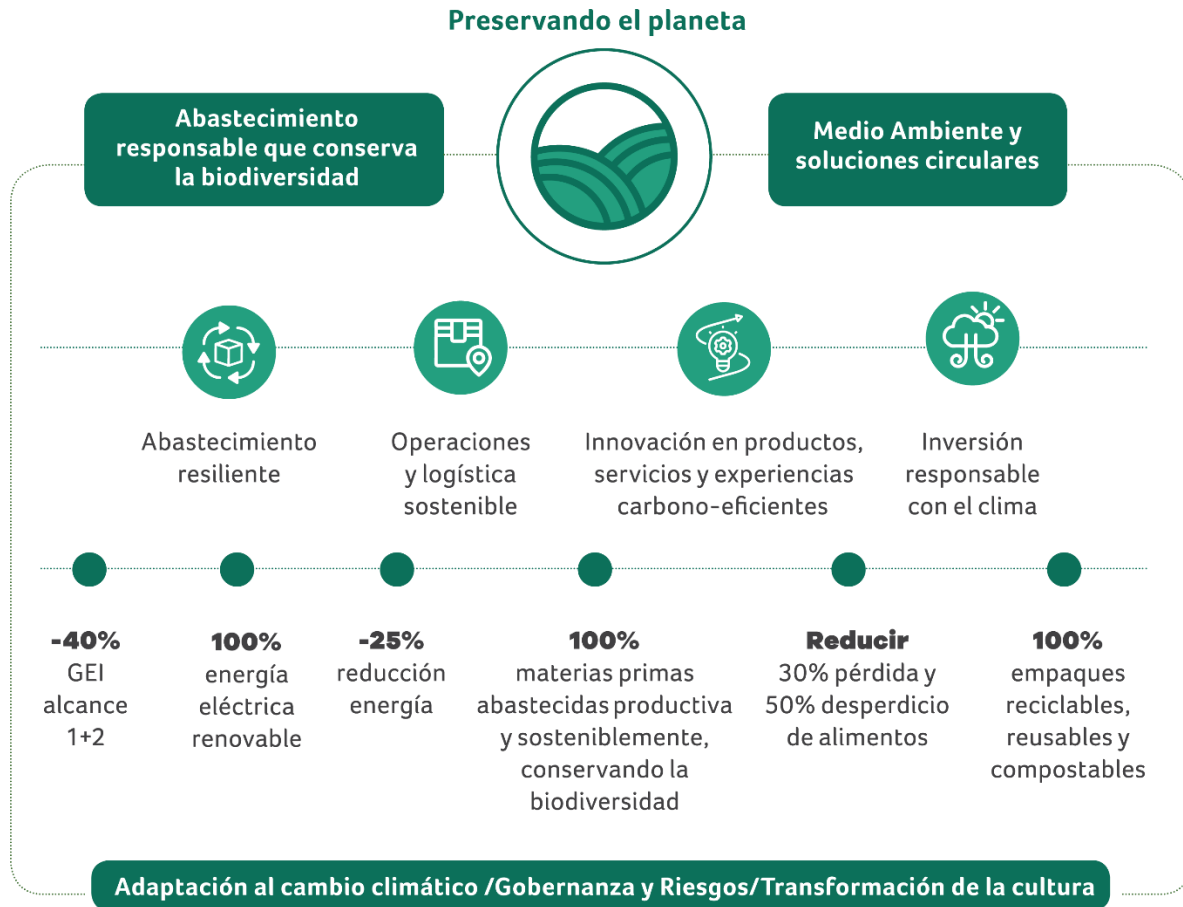 Preservando el planeta
Abastecimiento
responsable que conserva
la biodiversidad
Medio Ambiente y
soluciones circulares
Abastecimiento
resiliente
Operaciones
y logística
sostenible
Innovación en productos,
servicios y experiencias
carbono-eficientes
Inversión
responsable
con el clima
-40%
GEI
alcance
1+2
100%
energía
eléctrica
renovable
-25%
reducción
energía
100%
materias primas
abastecidas productiva
y sosteniblemente,
conservando la
biodiversidad
Reducir
30% pérdida y
50% desperdicio
de alimentos
100%
empaques
reciclables,
reusables y
compostables
Adaptación al cambio climático /Gobernanza y Riesgos/Transformación de la cultura